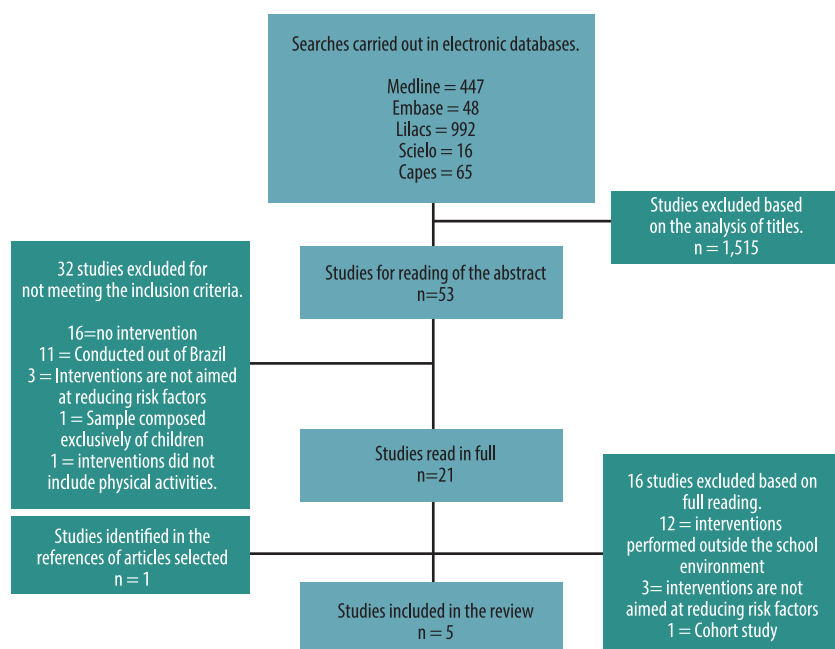 Searches carried out in electronic databases.
Medline = 447
Embase = 48
Lilacs = 992
Scielo = 16
Capes = 65
Studies excluded based
on the analysis of titles.
n = 1,515
Studies for reading of the abstract
n=53
32 studies excluded for
not meeting the inclusion criteria.
16=no intervention
11 = Conducted out of Brazil
3 = Interventions are not aimed
at reducing risk factors
1 = Sample composed
exclusively of children
1 = interventions did not
include physical activities.
Studies read in full
n=21
16 studies excluded based on
full reading.
12 = interventions
performed outside the school
environment
3= interventions are not
aimed at reducing risk factors
1 = Cohort study
Studies identified in the
references of articles selected
n = 1
Studies included in the review
n = 5